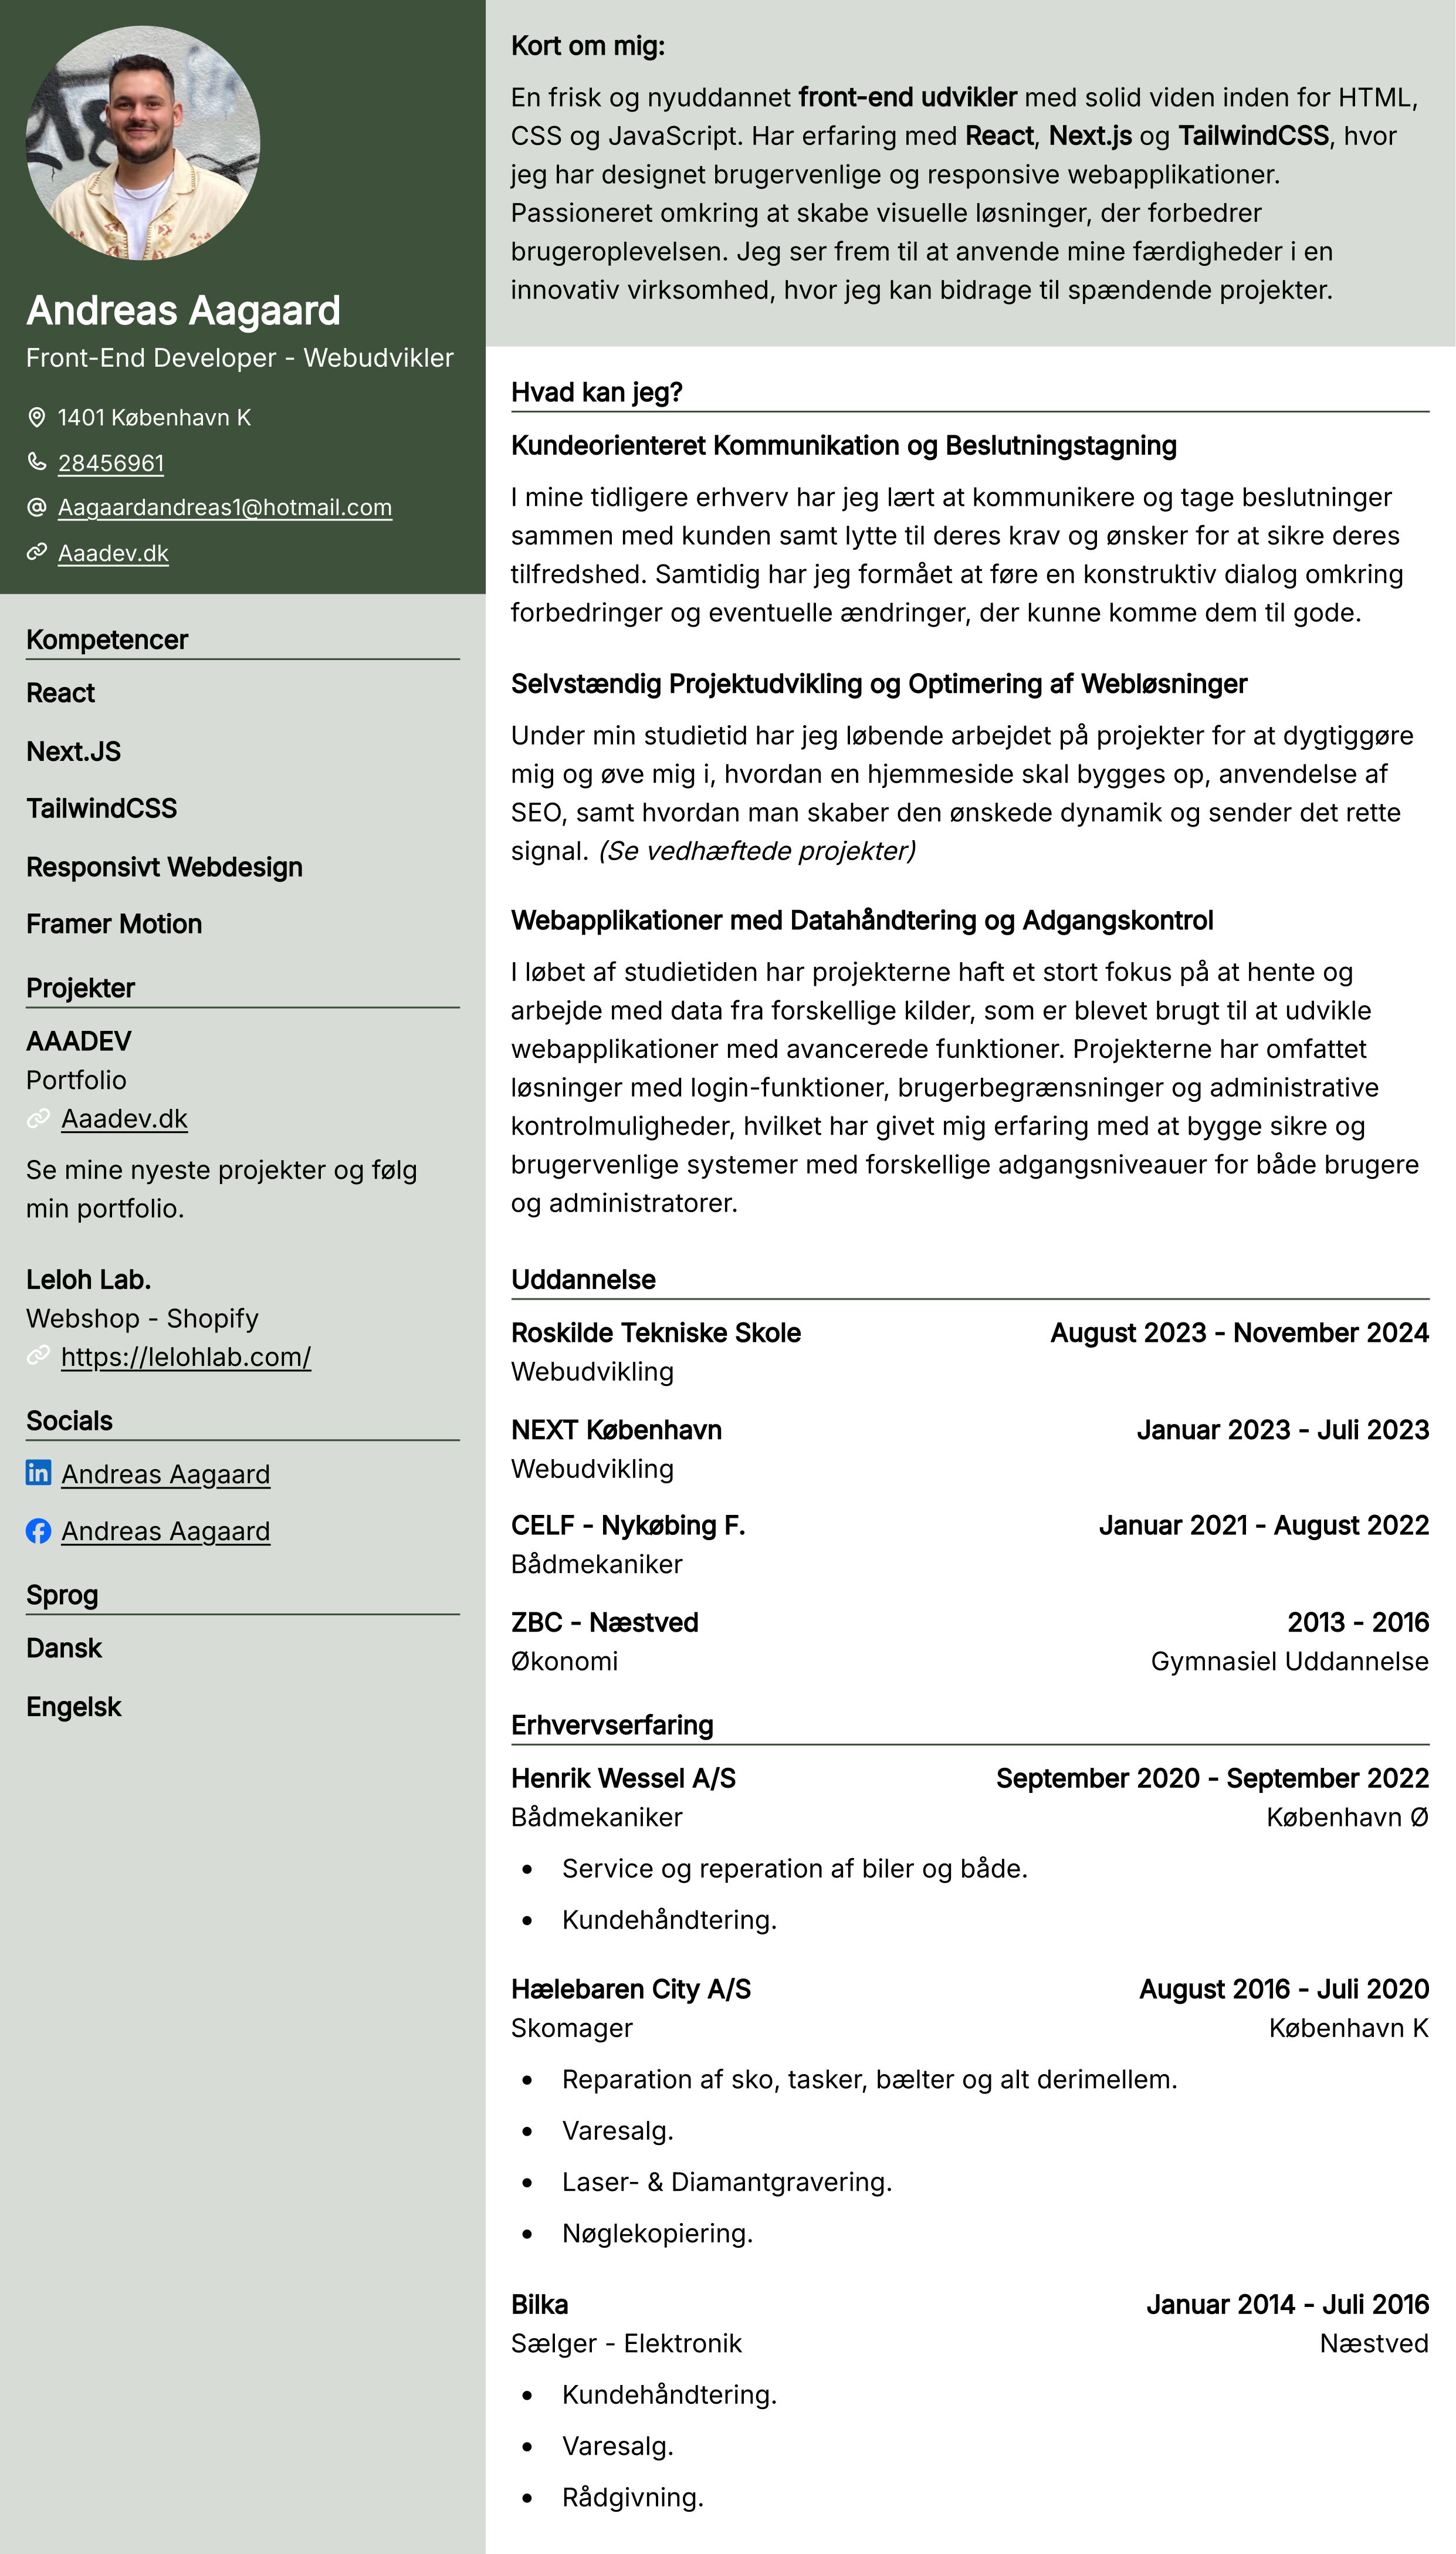 Andreas Aagaard
Front-End Developer - Webudvikler
1401 København K
28456961
Aagaardandreas1@hotmail.com
Aaadev.dk
Kompetencer
React
Next.JS
TailwindCSS
Responsivt Webdesign
Framer Motion
Projekter
AAADEV
Portfolio
Aaadev.dk
Se mine nyeste projekter og følg
min portfolio.
Leloh Lab.
Webshop - Shopify
https://lelohlab.com/
Socials
Andreas Aagaard
Andreas Aagaard
Sprog
Dansk
Engelsk
Kort om mig:
En frisk og nyuddannet front-end udvikler med solid viden inden for HTML,
CSS og JavaScript. Har erfaring med React, Next.js og TailwindCSS, hvor
jeg har designet brugervenlige og responsive webapplikationer.
Passioneret omkring at skabe visuelle løsninger, der forbedrer
brugeroplevelsen. Jeg ser frem til at anvende mine færdigheder i en
innovativ virksomhed, hvor jeg kan bidrage til spændende projekter.
Hvad kan jeg?
Kundeorienteret Kommunikation og Beslutningstagning
I mine tidligere erhverv har jeg lært at kommunikere og tage beslutninger
sammen med kunden samt lytte til deres krav og ønsker for at sikre deres
tilfredshed. Samtidig har jeg formået at føre en konstruktiv dialog omkring
forbedringer og eventuelle ændringer, der kunne komme dem til gode.
Selvstændig Projektudvikling og Optimering af Webløsninger
Under min studietid har jeg løbende arbejdet på projekter for at dygtiggøre
mig og øve mig i, hvordan en hjemmeside skal bygges op, anvendelse af
SEO, samt hvordan man skaber den ønskede dynamik og sender det rette
signal. (Se vedhæftede projekter)
Webapplikationer med Datahåndtering og Adgangskontrol
I løbet af studietiden har projekterne haft et stort fokus på at hente og
arbejde med data fra forskellige kilder, som er blevet brugt til at udvikle
webapplikationer med avancerede funktioner. Projekterne har omfattet
løsninger med login-funktioner, brugerbegrænsninger og administrative
kontrolmuligheder, hvilket har givet mig erfaring med at bygge sikre og
brugervenlige systemer med forskellige adgangsniveauer for både brugere
og administratorer.
Uddannelse
Roskilde Tekniske Skole August 2023 - November 2024
Webudvikling
NEXT København Januar 2023 - Juli 2023
Webudvikling
CELF - Nykøbing F. Januar 2021 - August 2022
Bådmekaniker
ZBC - Næstved 2013 - 2016
Økonomi Gymnasiel Uddannelse
Erhvervserfaring
Henrik Wessel A/S September 2020 - September 2022
Bådmekaniker København Ø
• Service og reperation af biler og både.
• Kundehåndtering.
Hælebaren City A/S August 2016 - Juli 2020
Skomager København K
• Reparation af sko, tasker, bælter og alt derimellem.
• Varesalg.
• Laser- & Diamantgravering.
• Nøglekopiering.
Bilka Januar 2014 - Juli 2016
Sælger - Elektronik Næstved
• Kundehåndtering.
• Varesalg.
• Rådgivning.